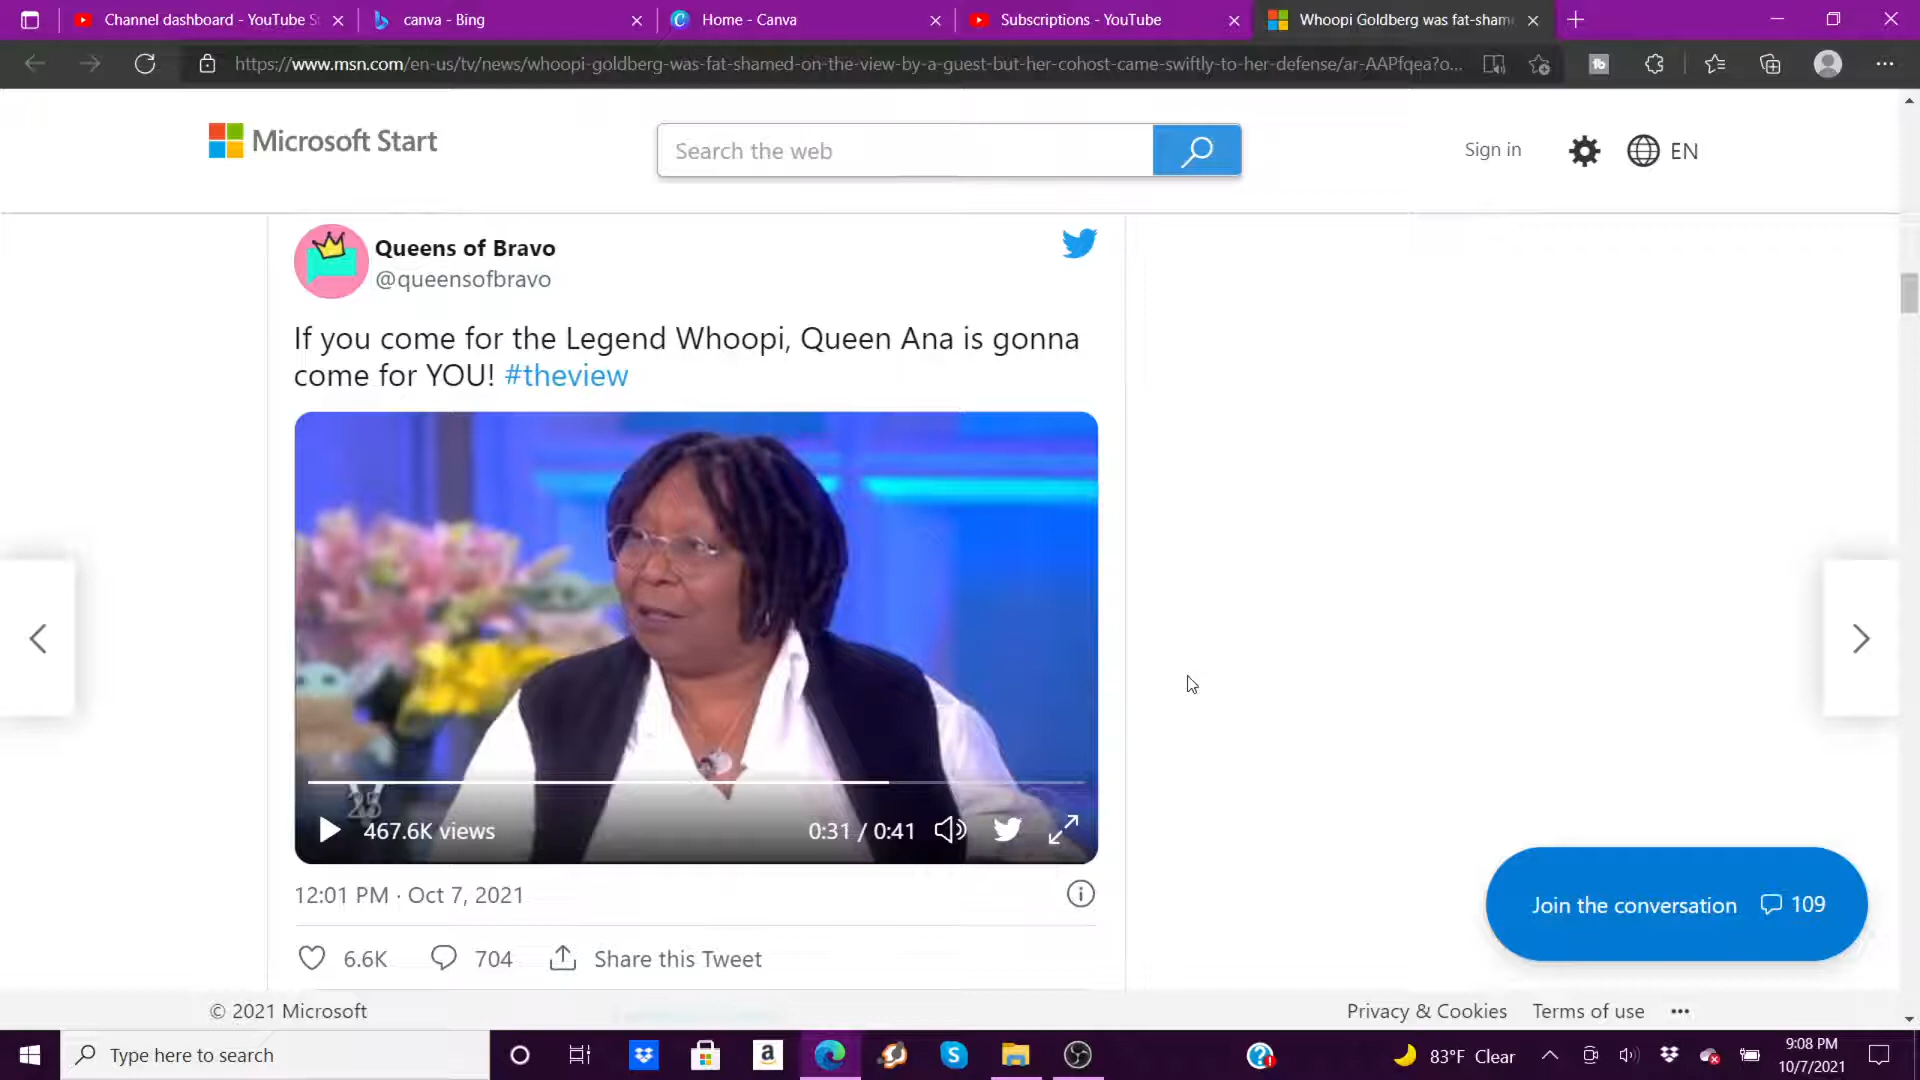 Channel dashboard - YouTube S
canva - Bing
Home - Canva
Subscriptions - YouTube
Whoopi Goldberg was fat-sham
https://www.msn.com/en-us/tv/news/whoopi-goldberg-was-fat-shamed-on-the-view-by-a-guest-but-her-cohost-came-swiftly-to-her-defense/ar-AAPfqea?o...
Microsoft Start
Search the web
Sign in
EN
Queens of Bravo
@queensofbravo
If you come for the Legend Whoopi, Queen Ana is gonna
come for YOU! #theview
25
467.6K views
0:31 / 0:41
12:01 PM · Oct 7, 2021
6.6K
704
Share this Tweet
Join the conversation
109
© 2021 Microsoft
Privacy & Cookies
Terms of use
Type here to search
83°F Clear
9:08 PM
10/7/2021